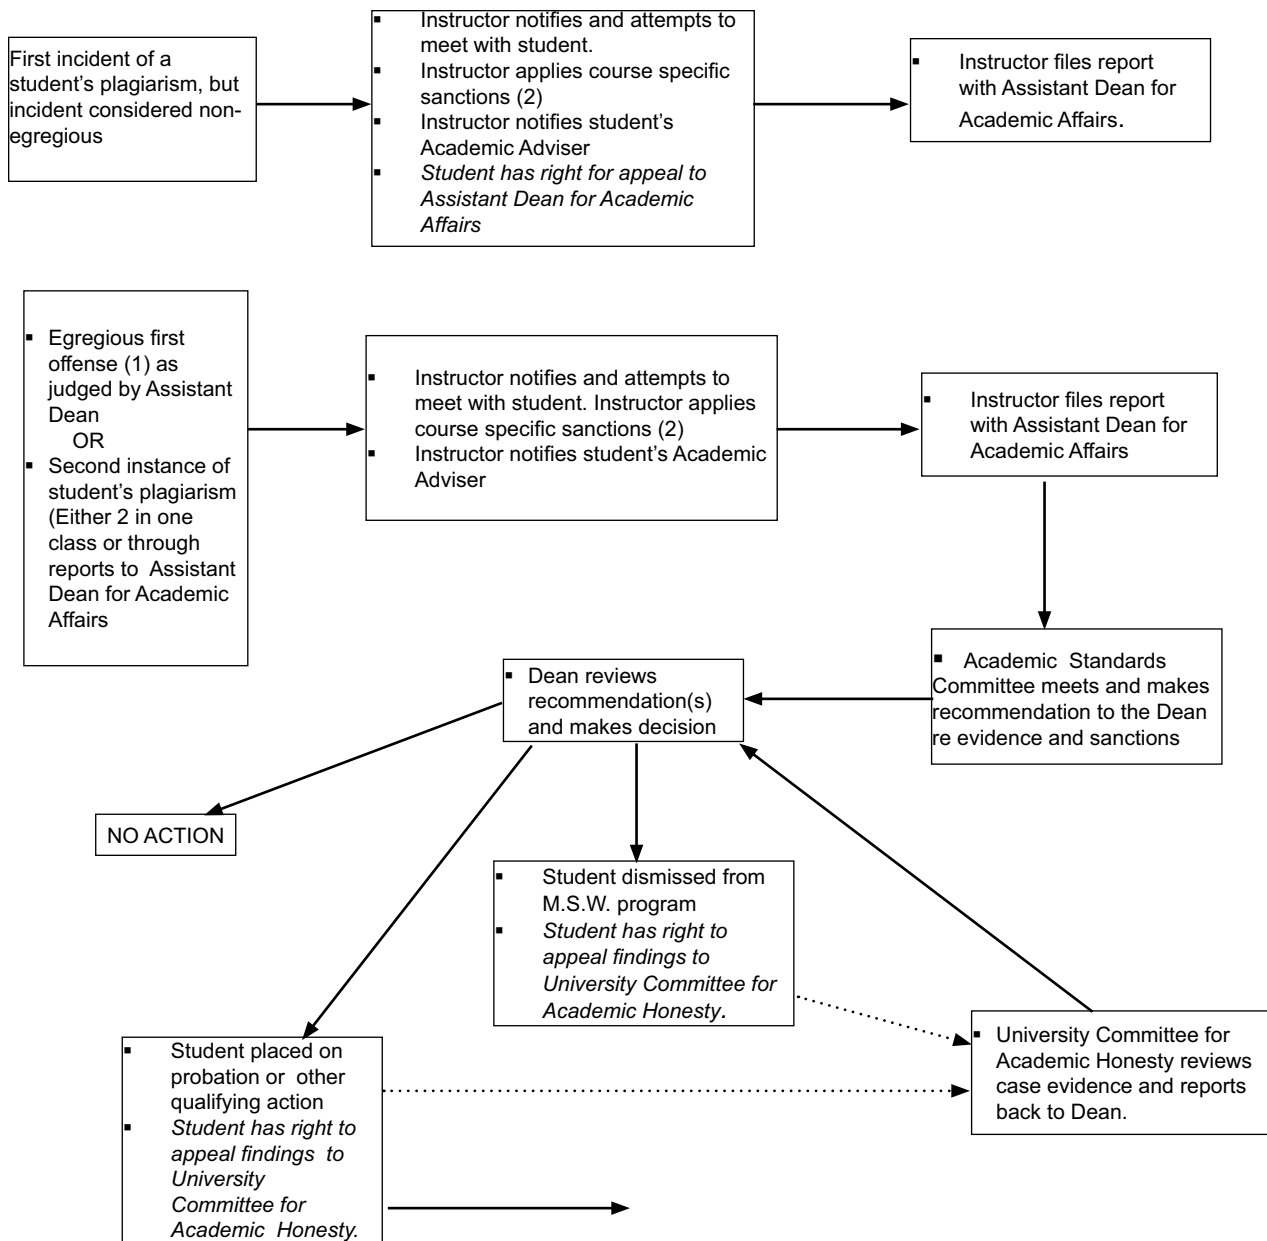 First incident of a
student’s plagiarism, but
incident considered non-
egregious
▪ Instructor notifies and attempts to
meet with student.
▪ Instructor applies course specific
sanctions (2)
▪ Instructor notifies student’s
Academic Adviser
▪ Student has right for appeal to
Assistant Dean for Academic
Affairs
▪ Instructor files report
with Assistant Dean for
Academic Affairs.
▪ Egregious first
offense (1) as
judged by Assistant
Dean
OR
▪ Second instance of
student’s plagiarism
(Either 2 in one
class or through
reports to Assistant
Dean for Academic
Affairs
▪ Instructor notifies and attempts to
meet with student. Instructor applies
course specific sanctions (2)
▪ Instructor notifies student’s Academic
Adviser
▪ Instructor files report
with Assistant Dean for
Academic Affairs
▪ Academic Standards
Committee meets and makes
recommendation to the Dean
re evidence and sanctions
▪ Dean reviews
recommendation(s)
and makes decision
NO ACTION
▪ Student dismissed from
M.S.W. program
▪ Student has right to
appeal findings to
University Committee for
Academic Honesty.
▪ University Committee for
Academic Honesty reviews
case evidence and reports
back to Dean.
▪ Student placed on
probation or other
qualifying action
▪ Student has right to
appeal findings to
University
Committee for
Academic Honesty.